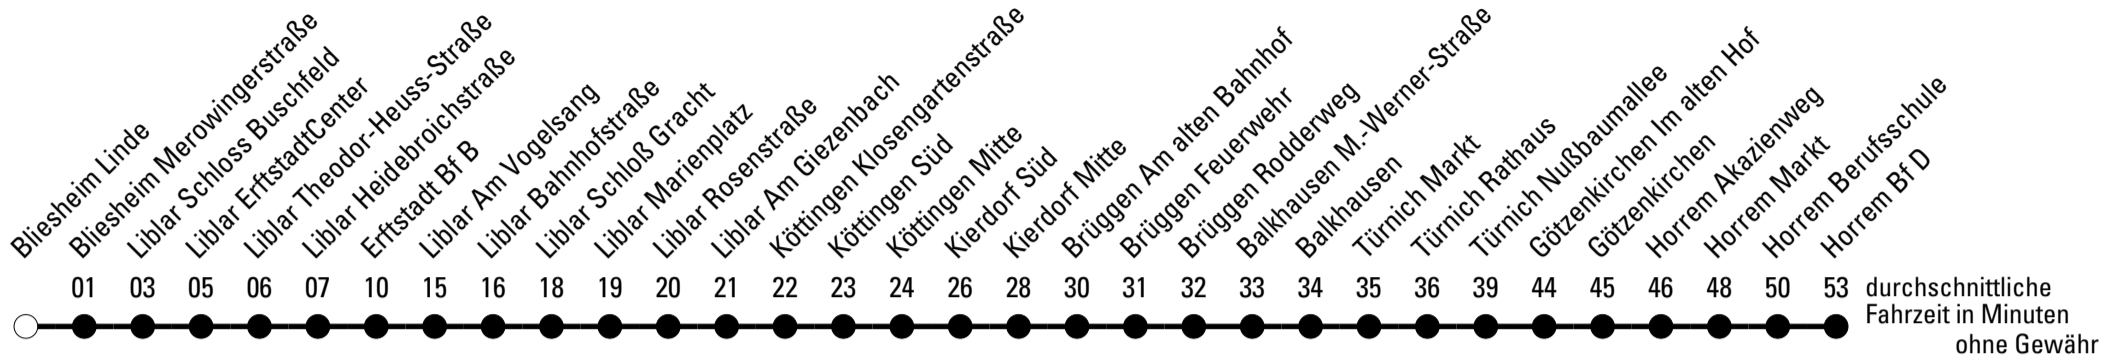 Bliesheim Linde
Bliesheim Merowingerstraße
Liblar Schloss Buschfeld
Liblar ErftstadtCenter
Liblar Theodor-Heuss-Straße
Liblar Heidebroichstraße
Erftstadt Bf B
Liblar Am Vogelsang
Liblar Bahnhofstraße
Liblar Schloß Gracht
Liblar Marienplatz
Liblar Rosenstraße
Liblar Am Giezenbach
Köttingen Klosengartenstraße
Köttingen Süd
Köttingen Mitte
Kierdorf Süd
Kierdorf Mitte
Brüggen Am alten Bahnhof
Brüggen Feuerwehr
Brüggen Rodderweg
Balkhausen M.-Werner-Straße
Balkhausen
Türnich Markt
Türnich Rathaus
Türnich Nußbaumallee
Götzenkirchen Im alten Hof
Götzenkirchen
Horrem Akazienweg
Horrem Markt
Horrem Berufsschule
Horrem Bf D
01 03 05 06 07 10 15 16 18 19 20 21 22 23 24 26 28 30 31 32 33 34 35 36 39 44 45 46 48 50 53 durchschnittliche
Fahrzeit in Minuten
ohne Gewähr